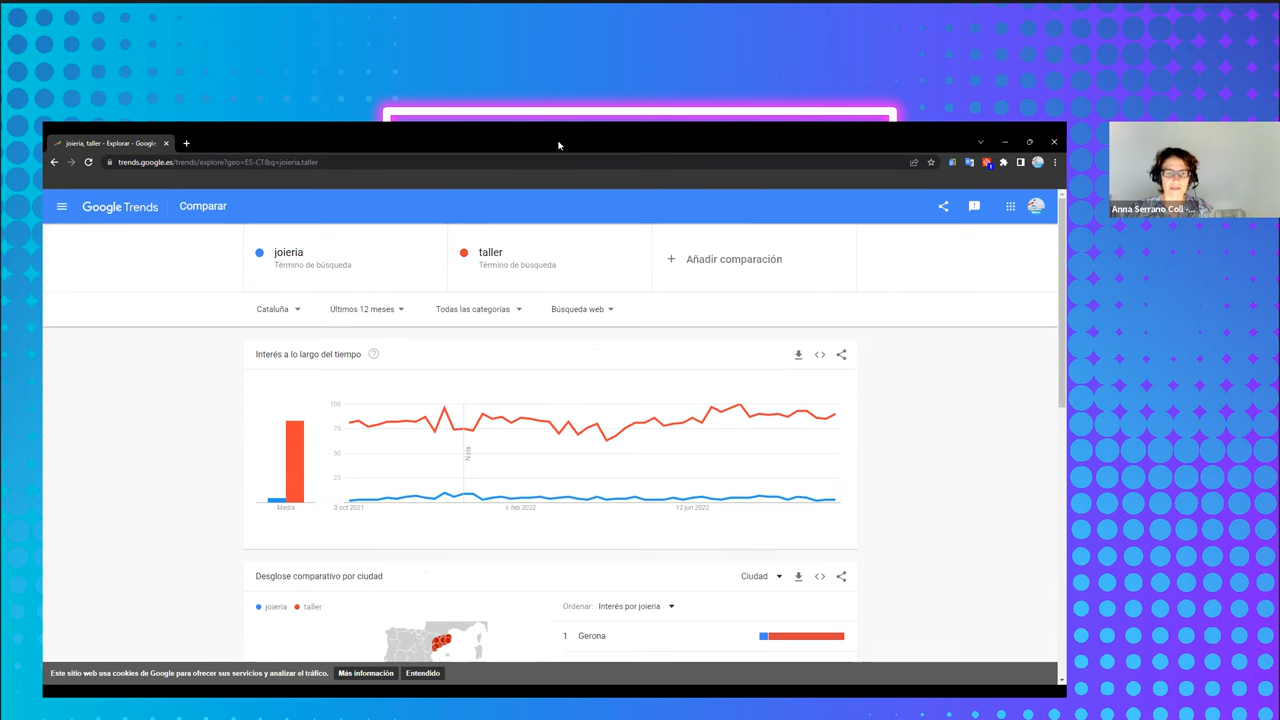 joieria, taller - Explorar - Google
trends.google.es/trends/explore?geo=ES-CT&q=joieria,taller
Google Trends
Comparar
joieria
Término de búsqueda
taller
Término de búsqueda
+ Añadir comparación
Cataluña
Últimos 12 meses
Todas las categorías
Búsqueda web
Interés a lo largo del tiempo
100
75
50
25
Nota
Media
3 oct 2021
6 feb 2022
12 jun 2022
Desglose comparativo por ciudad
Ciudad
joieria
taller
Ordenar: Interés por joieria
1 Gerona
Este sitio web usa cookies de Google para ofrecer sus servicios y analizar el tráfico.
Más información
Entendido
Anna Serrano Coll -...